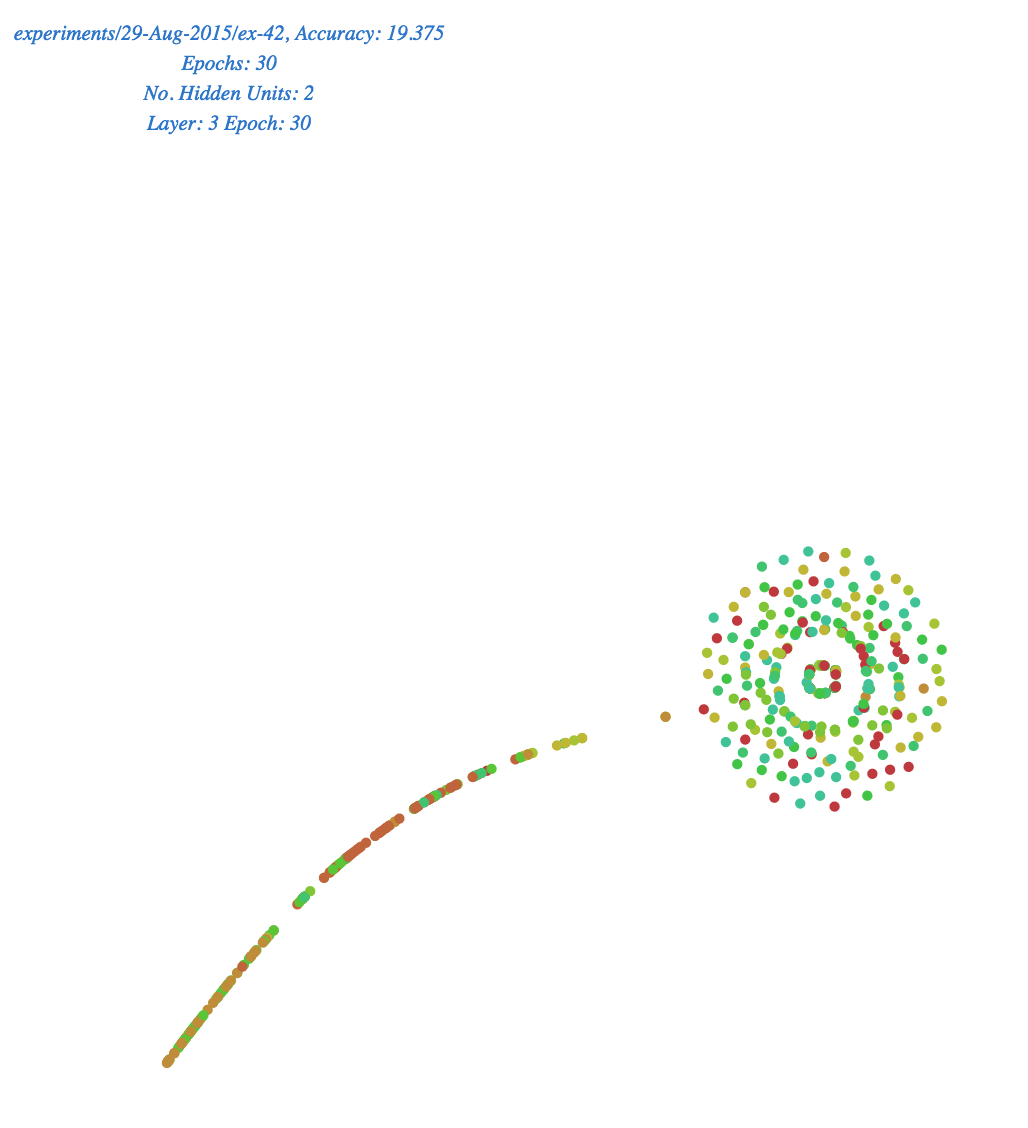 experiments/29-Aug-2015/ex-42, Accuracy: 19.375
Epochs: 30
No. Hidden Units: 2
Layer: 3 Epoch: 30